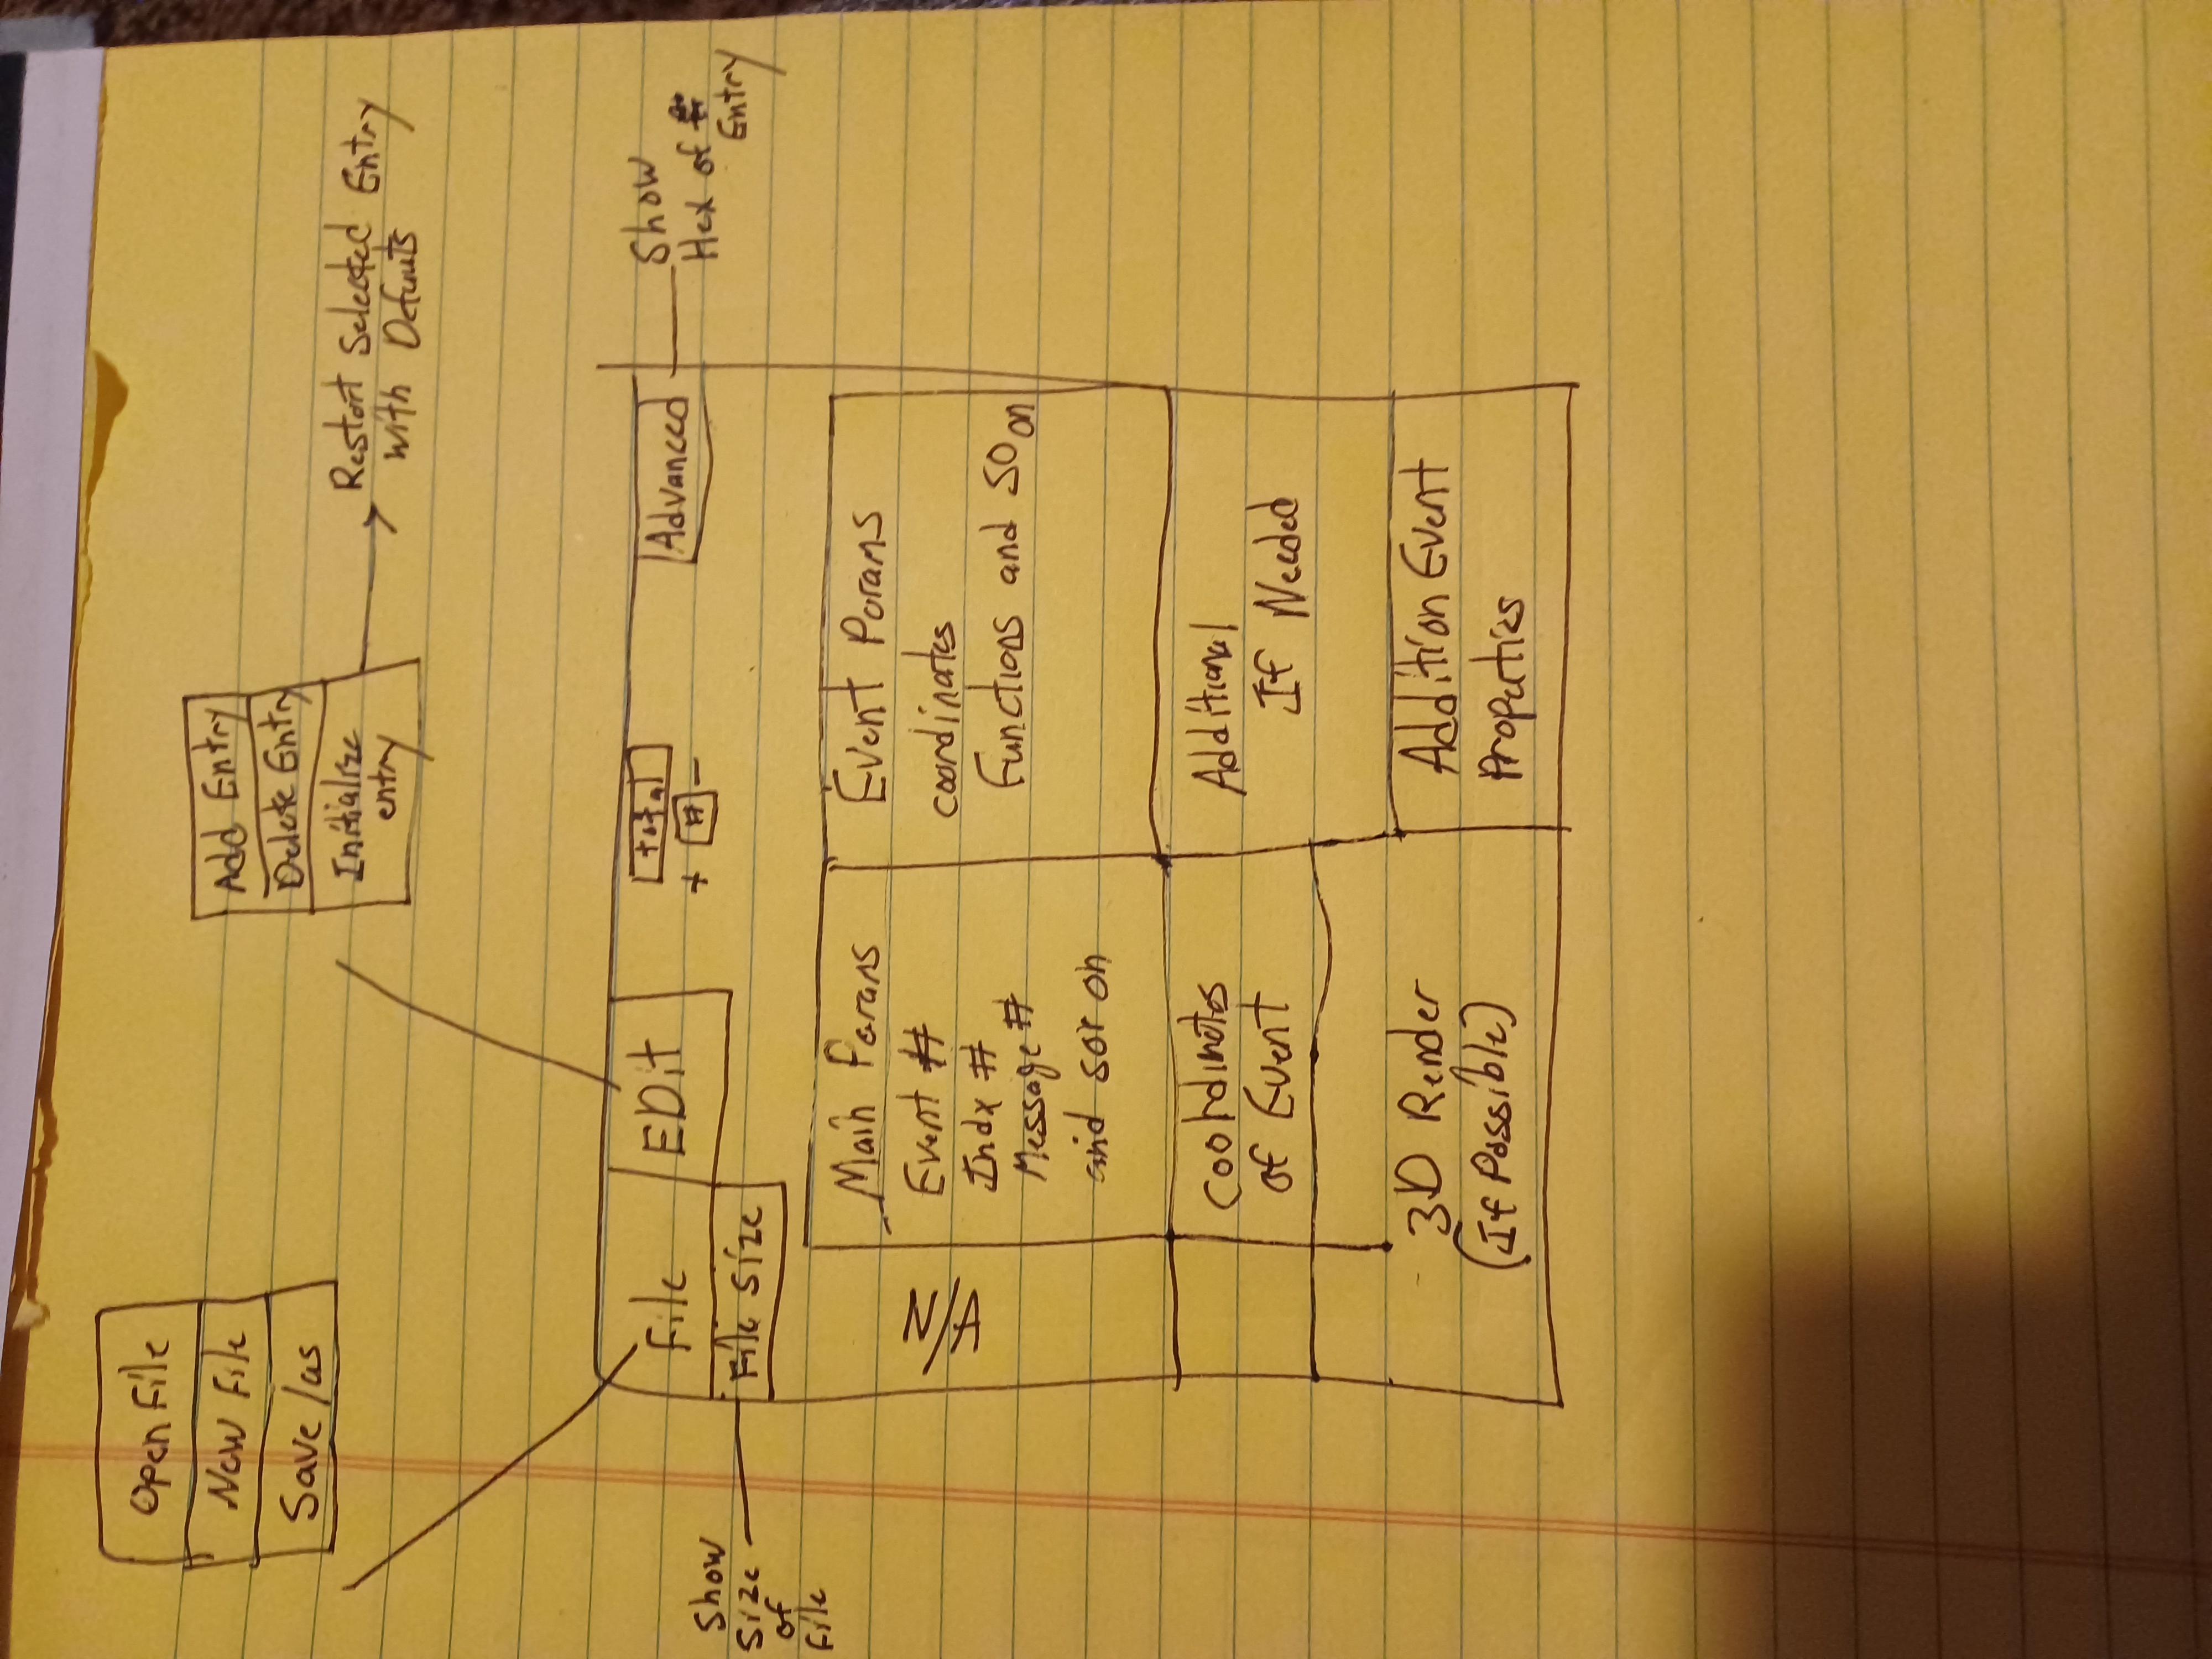 Open File
New File
Save/as
Add Entry
Delete Entry
Initialize
entry
Restart Selected Entry
with Defuuts
File
EDit
total
+ # -
Advanced
Show
Hex of
Entry
Show
Size
of
File
File Size
N/A
Main Params
Event #
Indx #
Message #
and sor on
Event Params
coordinates
Functions and SO on
Coordinates
of Event
Additional
If Needed
3D Render
(If Possible)
Addition Event
Properties